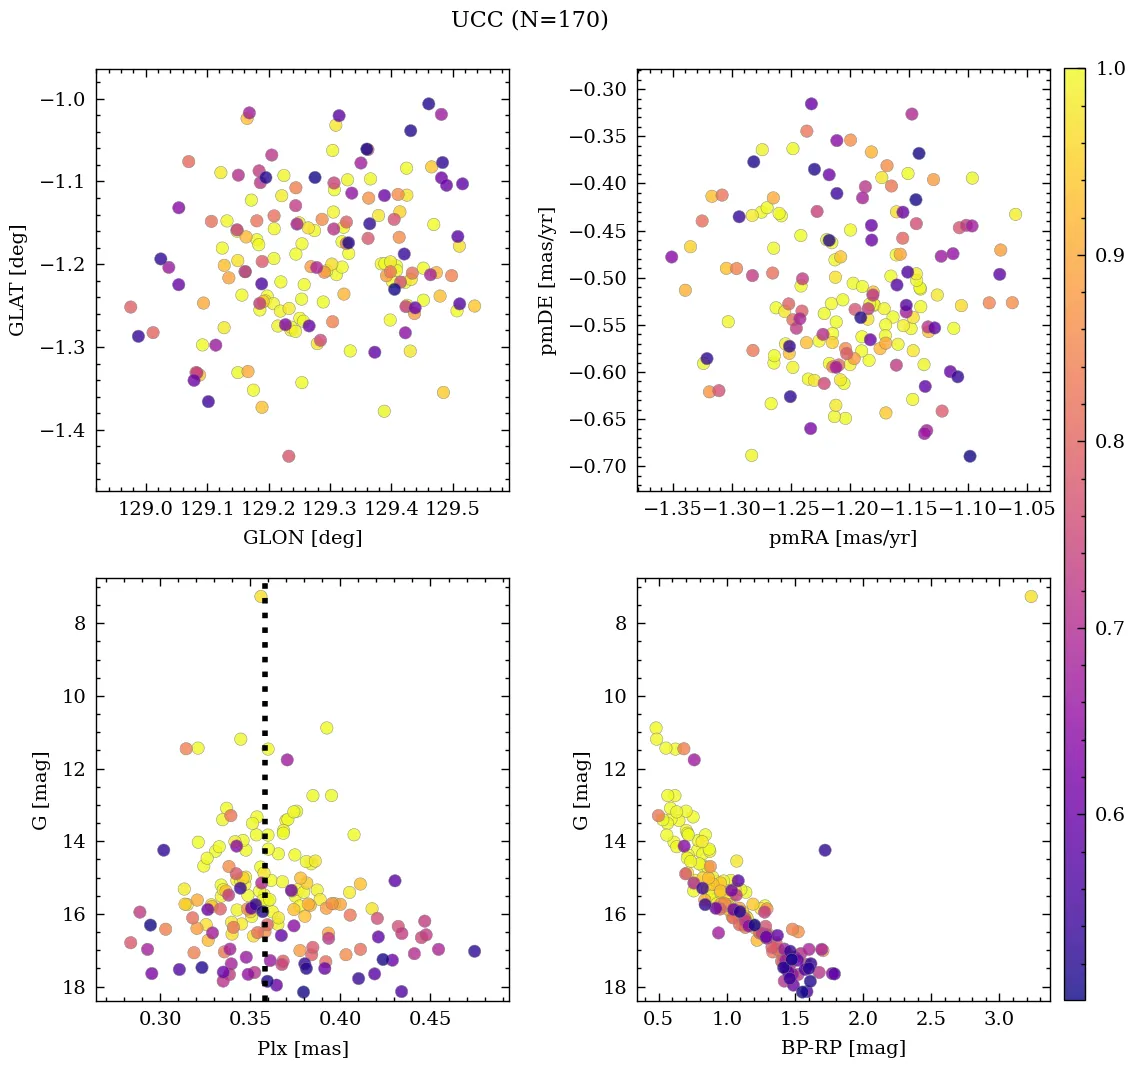 UCC (N=170)
−1.0
−1.1
−1.2
−1.3
−1.4
GLAT [deg]
129.0 129.1 129.2 129.3 129.4 129.5
GLON [deg]
−0.30
−0.35
−0.40
−0.45
−0.50
−0.55
−0.60
−0.65
−0.70
pmDE [mas/yr]
−1.35 −1.30 −1.25 −1.20 −1.15 −1.10 −1.05
pmRA [mas/yr]
8
10
12
14
16
18
G [mag]
0.30 0.35 0.40 0.45
Plx [mas]
8
10
12
14
16
18
G [mag]
0.5 1.0 1.5 2.0 2.5 3.0
BP-RP [mag]
1.0
0.9
0.8
0.7
0.6